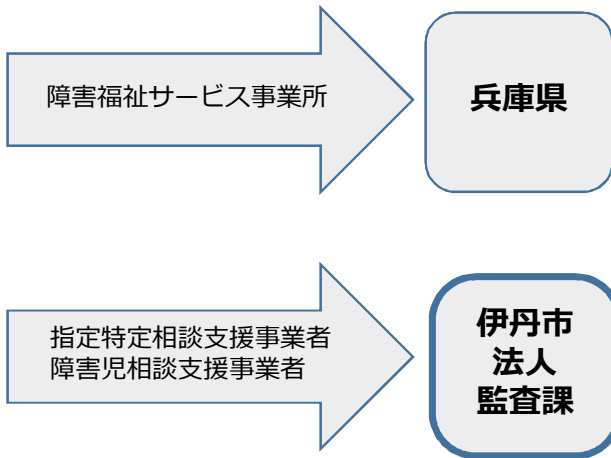 障害福祉サービス事業所
兵庫県
指定特定相談支援事業者
障害児相談支援事業者
伊丹市
法人
監査課